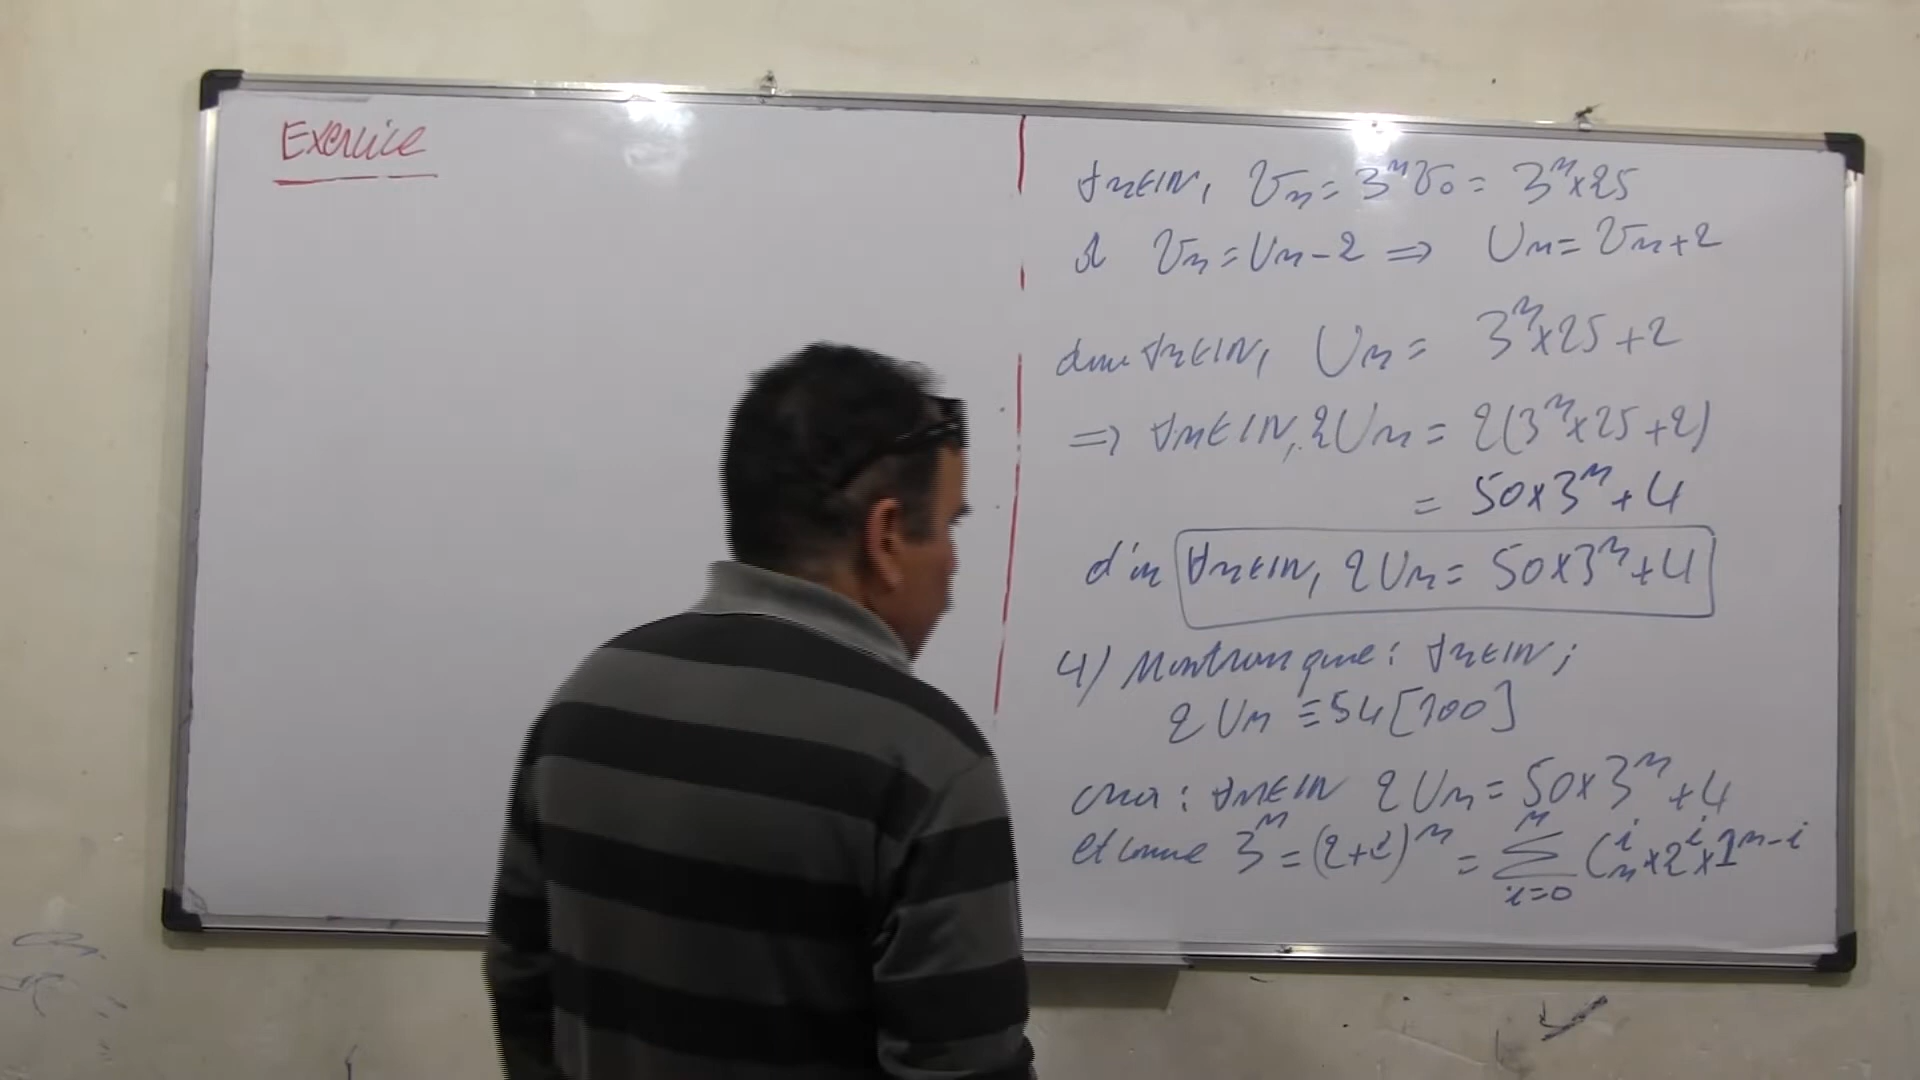 Exercice
∀n∈IN, Vn = 3^n V0 = 3^n x 25
et Vn = Un - 2 ⇒ Un = Vn + 2
donc ∀n∈IN, Un = 3^n x 25 + 2
⇒ ∀n∈IN, 2Un = 2(3^n x 25 + 2)
= 50 x 3^n + 4
d'où ∀n∈IN, 2Un = 50 x 3^n + 4
4) Montrons que : ∀n∈IN ;
2Un ≡ 54 [100]
on a : ∀n∈IN 2Un = 50 x 3^n + 4
et comme 3^n = (2+1)^n = ∑_{i=0}^{n} C_n^i x 2^i x 1^{n-i}